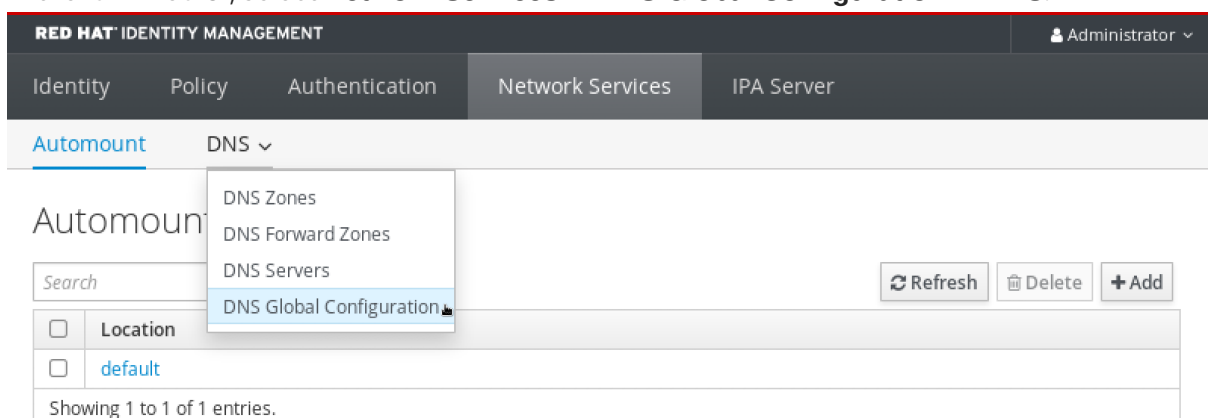 RED HAT® IDENTITY MANAGEMENT Administrator
Identity Policy Authentication Network Services IPA Server
Automount DNS
DNS Zones
DNS Forward Zones
DNS Servers
DNS Global Configuration
Automoun
Search Refresh Delete Add
Location
default
Showing 1 to 1 of 1 entries.